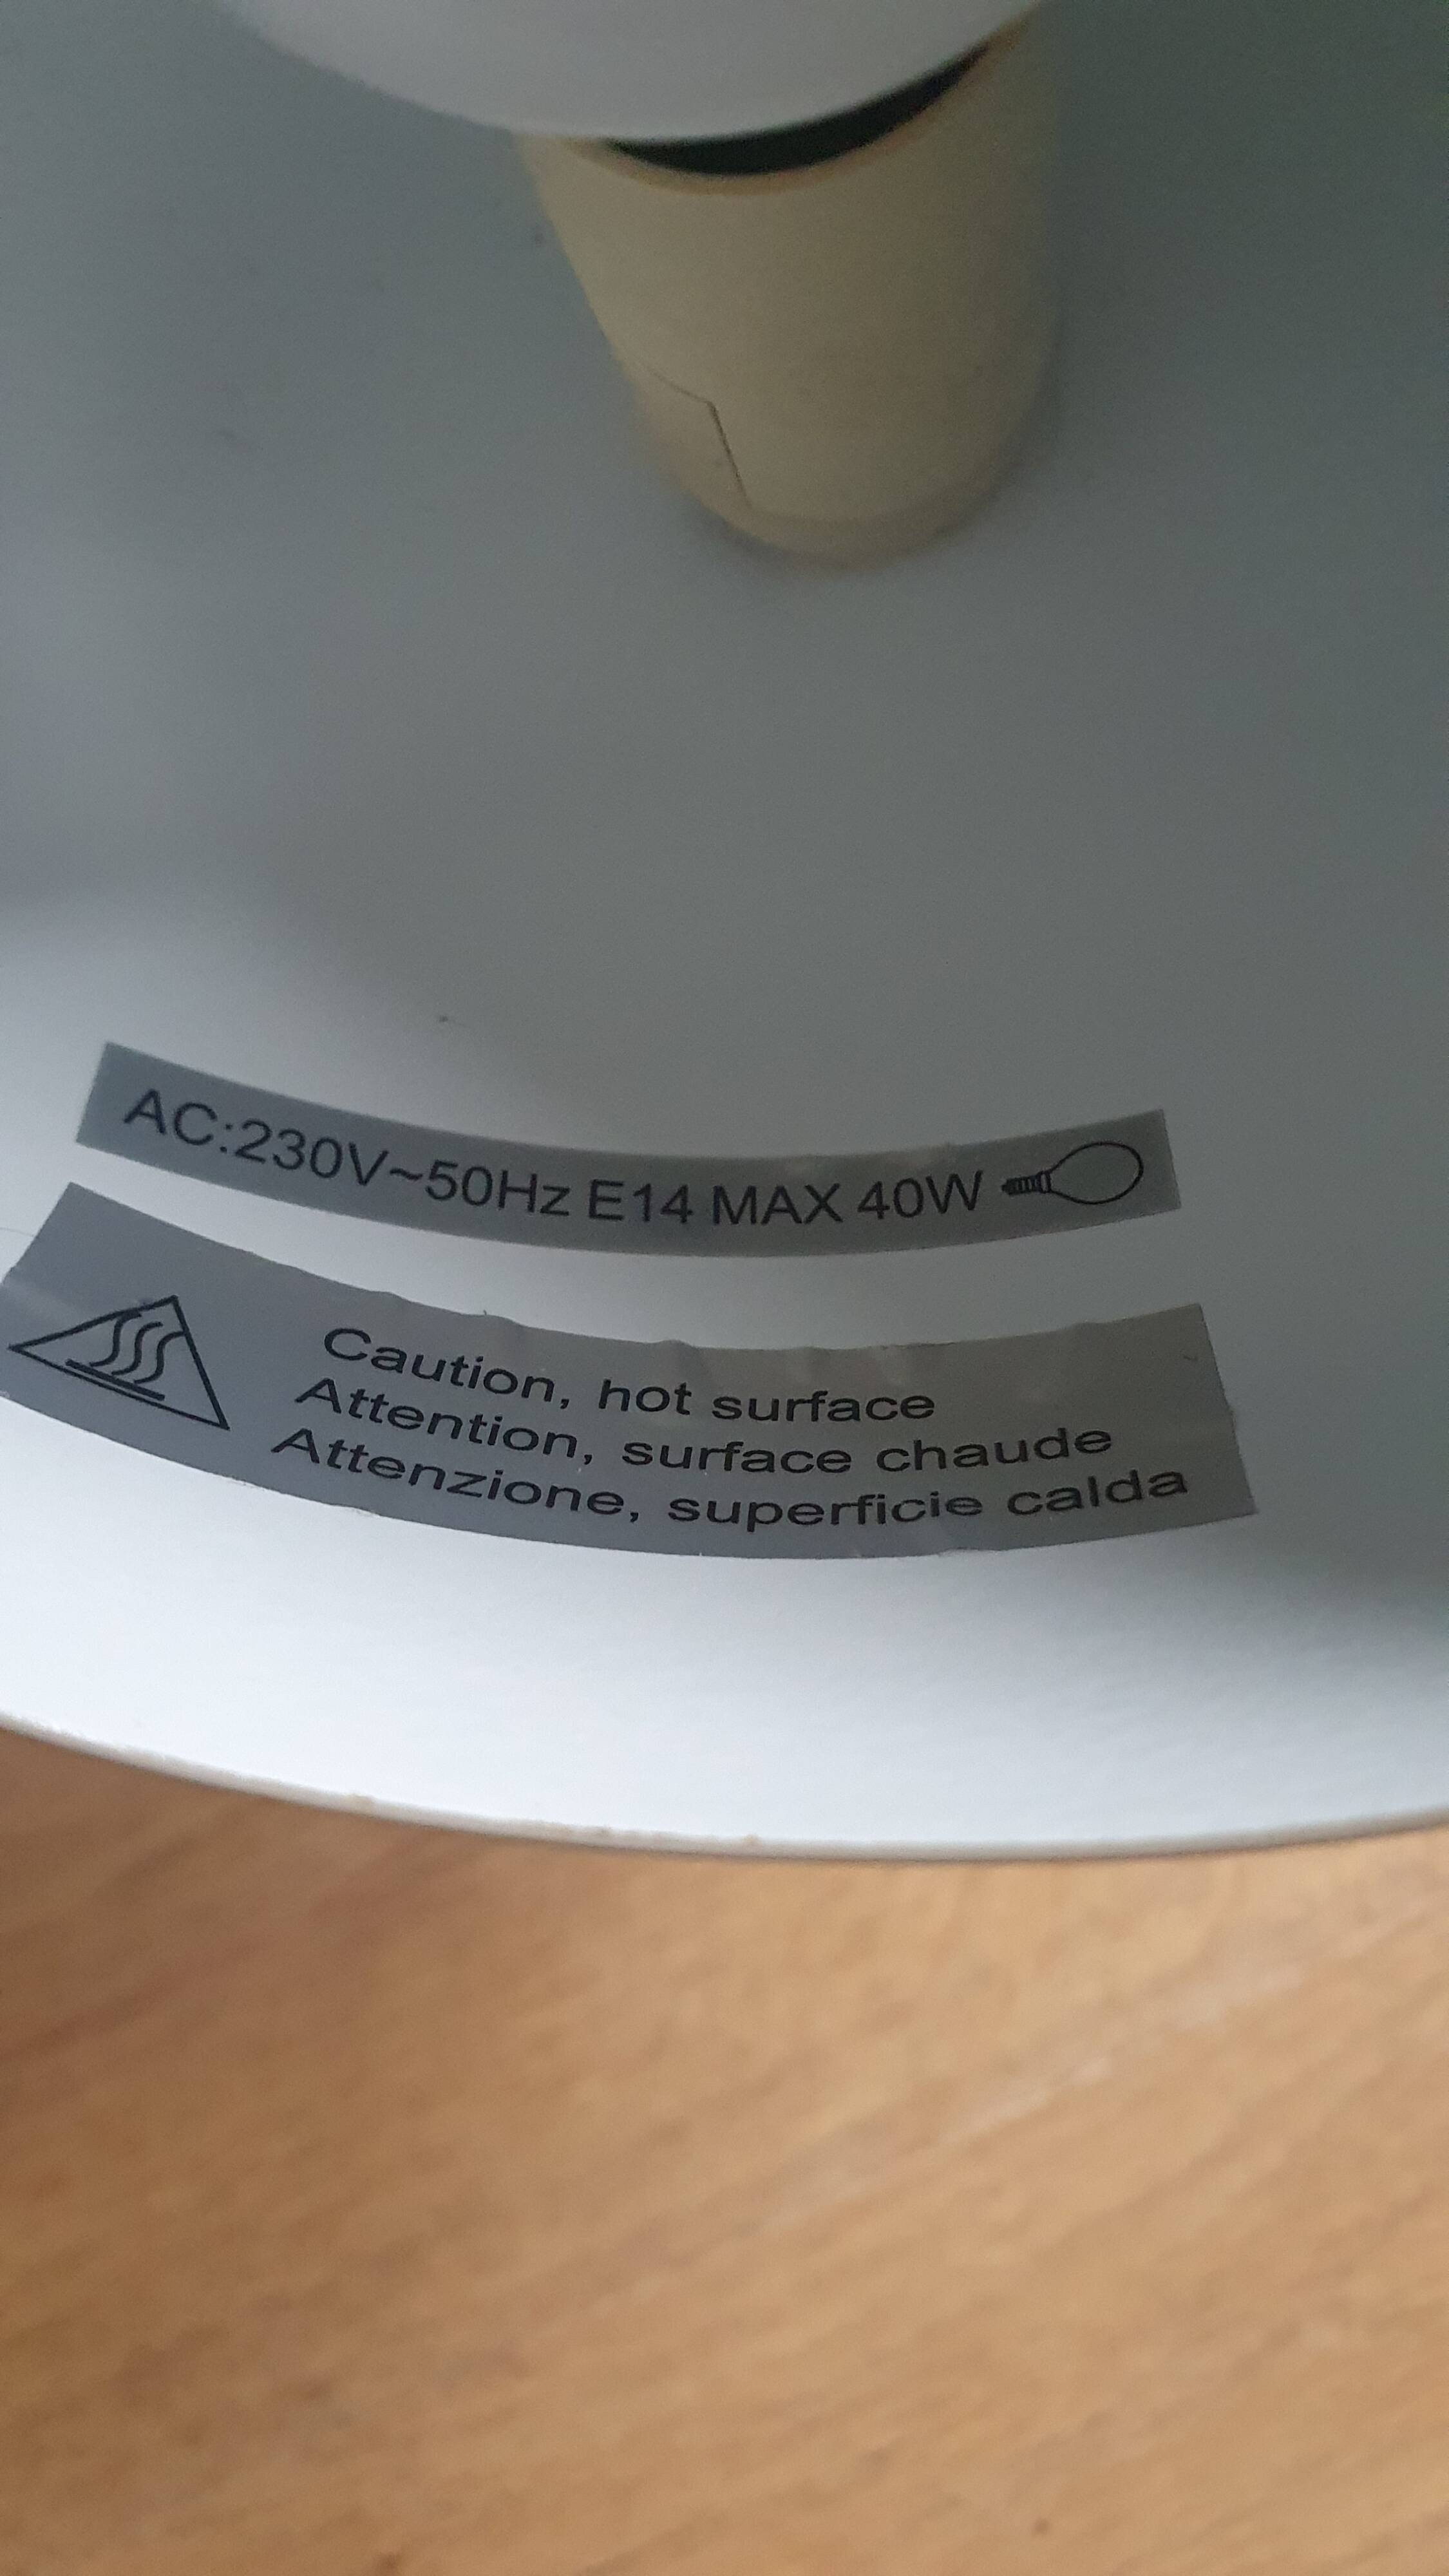 AC:230V~50Hz E14 MAX 40W
Caution, hot surface
Attention, surface chaude
Attenzione, superficie calda